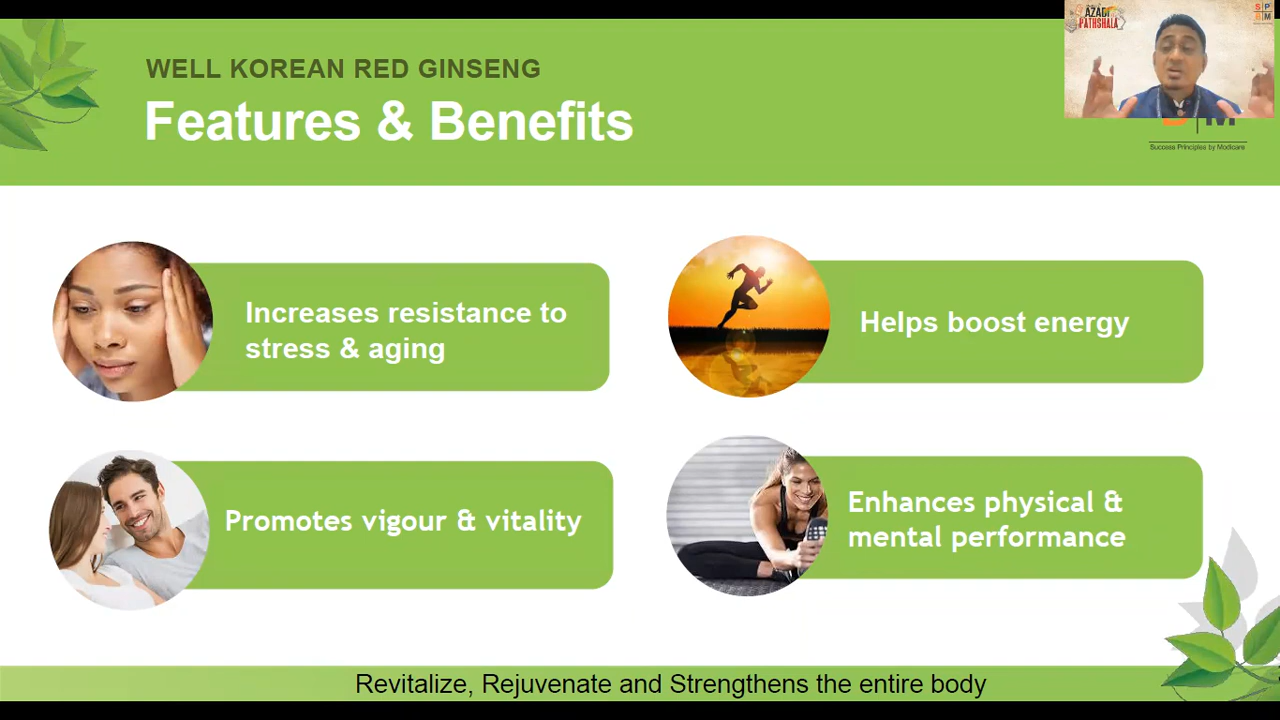 WELL KOREAN RED GINSENG
Features & Benefits
AZADI
PATHSHALA
S P
B M
Success Principles by Modicare
Increases resistance to
stress & aging
Helps boost energy
Promotes vigour & vitality
Enhances physical &
mental performance
Revitalize, Rejuvenate and Strengthens the entire body